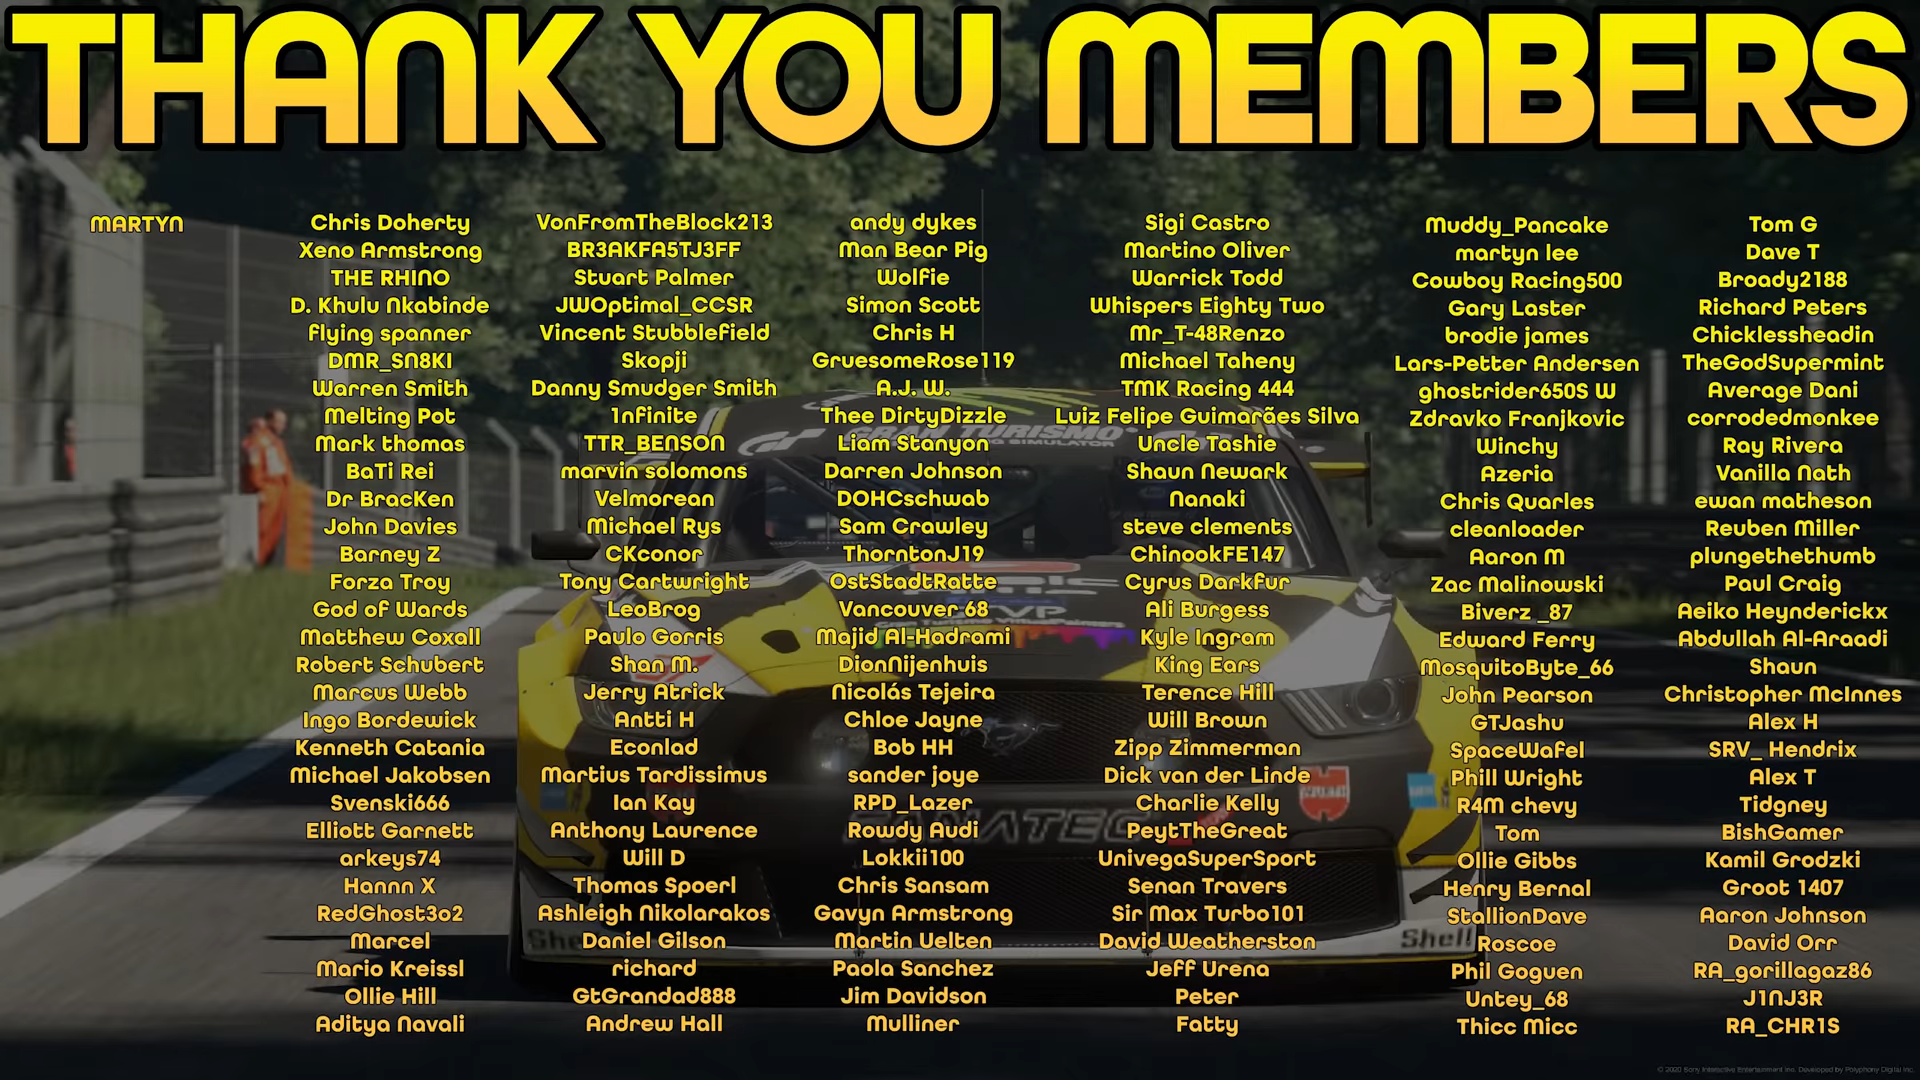 THANK YOU MEMBERS
MARTYN
Chris Doherty
Xeno Armstrong
THE RHINO
D. Khulu Nkabinde
flying spanner
DMR_SN8KI
Warren Smith
Melting Pot
Mark thomas
BaTi Rei
Dr BracKen
John Davies
Barney Z
Forza Troy
God of Wards
Matthew Coxall
Robert Schubert
Marcus Webb
Ingo Bordewick
Kenneth Catania
Michael Jakobsen
Svenski666
Elliott Garnett
arkeys74
Hannn X
RedGhost3o2
Marcel
Mario Kreissl
Ollie Hill
Aditya Navali
VonFromTheBlock213
BR3AKFA5TJ3FF
Stuart Palmer
JWOptimal_CCSR
Vincent Stubblefield
Skopji
Danny Smudger Smith
1nfinite
TTR_BENSON
marvin solomons
Velmorean
Michael Rys
CKconor
Tony Cartwright
LeoBrog
Paulo Gorris
Shan M.
Jerry Atrick
Antti H
Econlad
Martius Tardissimus
Ian Kay
Anthony Laurence
Will D
Thomas Spoerl
Ashleigh Nikolarakos
Daniel Gilson
richard
GtGrandad888
Andrew Hall
andy dykes
Man Bear Pig
Wolfie
Simon Scott
Chris H
GruesomeRose119
A.J. W.
Thee DirtyDizzle
Liam Stanyon
Darren Johnson
DOHCschwab
Sam Crawley
ThorntonJ19
OstStadtRatte
Vancouver 68
Majid Al-Hadrami
DionNijenhuis
Nicolás Tejeira
Chloe Jayne
Bob HH
sander joye
RPD_Lazer
Rowdy Audi
Lokkii100
Chris Sansam
Gavyn Armstrong
Martin Uelten
Paola Sanchez
Jim Davidson
Mulliner
Sigi Castro
Martino Oliver
Warrick Todd
Whispers Eighty Two
Mr_T-48Renzo
Michael Taheny
TMK Racing 444
Luiz Felipe Guimarães Silva
Uncle Tashie
Shaun Newark
Nanaki
steve clements
ChinookFE147
Cyrus Darkfur
Ali Burgess
Kyle Ingram
King Ears
Terence Hill
Will Brown
Zipp Zimmerman
Dick van der Linde
Charlie Kelly
PeytTheGreat
UnivegaSuperSport
Senan Travers
Sir Max Turbo101
David Weatherston
Jeff Urena
Peter
Fatty
Muddy_Pancake
martyn lee
Cowboy Racing500
Gary Laster
brodie james
Lars-Petter Andersen
ghostrider650S W
Zdravko Franjkovic
Winchy
Azeria
Chris Quarles
cleanloader
Aaron M
Zac Malinowski
Biverz _87
Edward Ferry
MosquitoByte_66
John Pearson
GTJashu
SpaceWafel
Phill Wright
R4M chevy
Tom
Ollie Gibbs
Henry Bernal
StallionDave
Roscoe
Phil Goguen
Untey_68
Thicc Micc
Tom G
Dave T
Broady2188
Richard Peters
Chicklessheadin
TheGodSupermint
Average Dani
corrodedmonkee
Ray Rivera
Vanilla Nath
ewan matheson
Reuben Miller
plungethethumb
Paul Craig
Aeiko Heynderickx
Abdullah Al-Araadi
Shaun
Christopher McInnes
Alex H
SRV_ Hendrix
Alex T
Tidgney
BishGamer
Kamil Grodzki
Groot 1407
Aaron Johnson
David Orr
RA_gorillagaz86
J1NJ3R
RA_CHR1S
GRAN TURISMO
FANATEC
WURTH
Shell
© 2020 Sony Interactive Entertainment Inc. Developed by Polyphony Digital Inc.